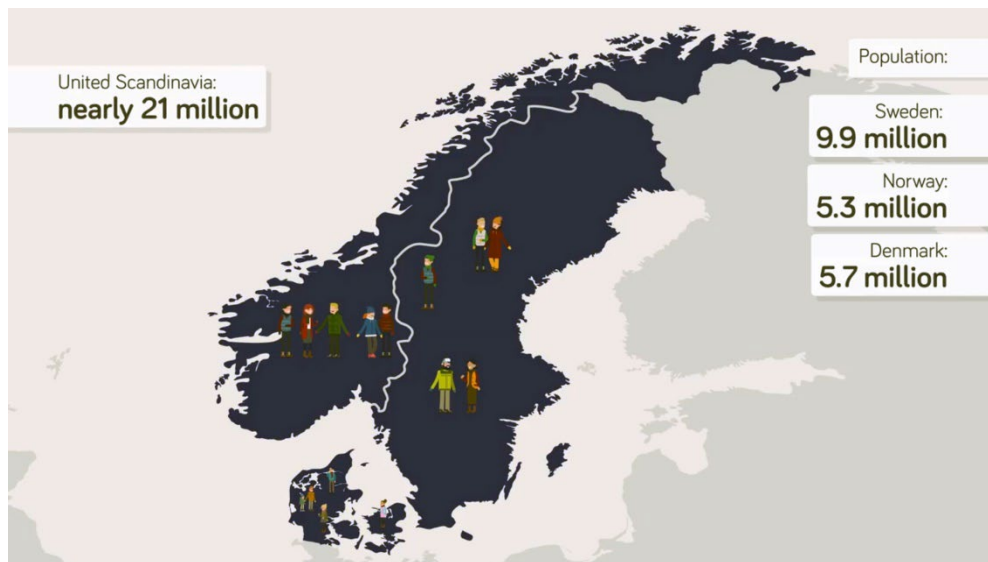 United Scandinavia:
nearly 21 million
Population:
Sweden:
9.9 million
Norway:
5.3 million
Denmark:
5.7 million